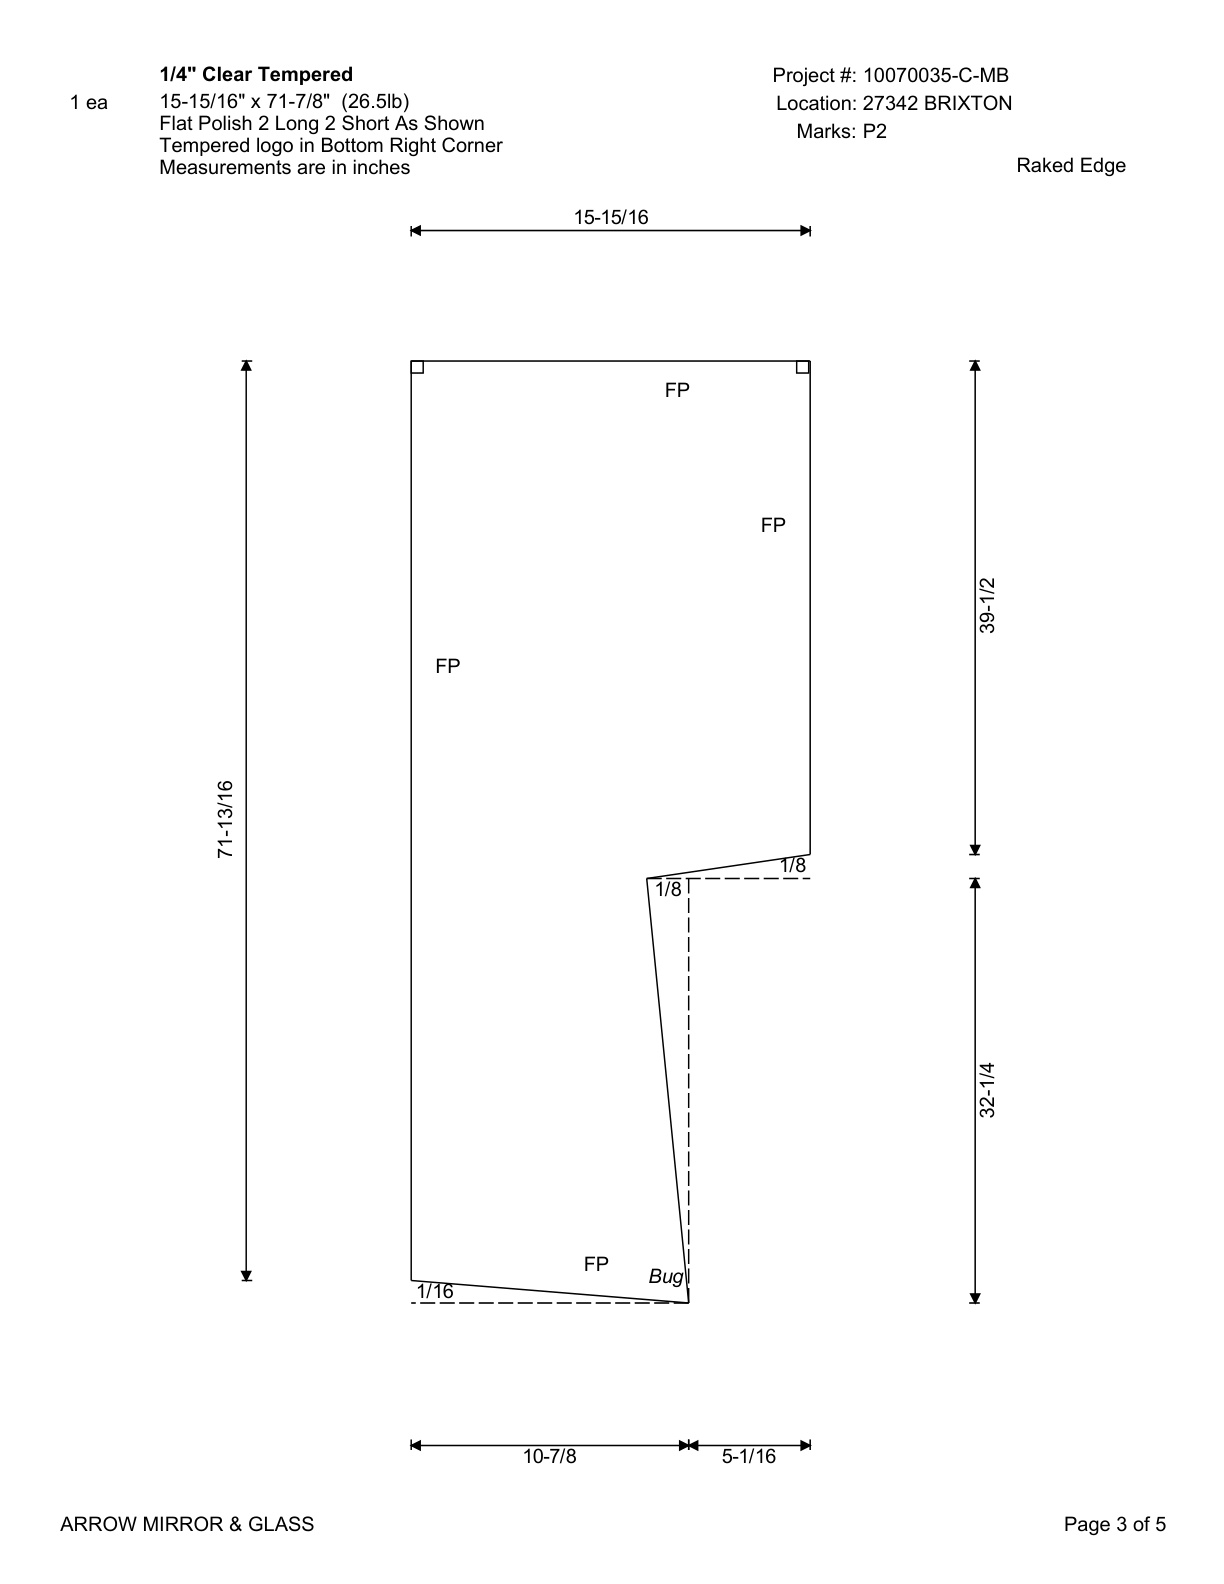 1/4" Clear Tempered
1 ea
15-15/16" x 71-7/8" (26.5lb)
Flat Polish 2 Long 2 Short As Shown
Tempered logo in Bottom Right Corner
Measurements are in inches
Project #: 10070035-C-MB
Location: 27342 BRIXTON
Marks: P2
Raked Edge
15-15/16
FP
FP
39-1/2
FP
71-13/16
1/8
1/8
32-1/4
FP
Bug
1/16
10-7/8
5-1/16
ARROW MIRROR & GLASS
Page 3 of 5